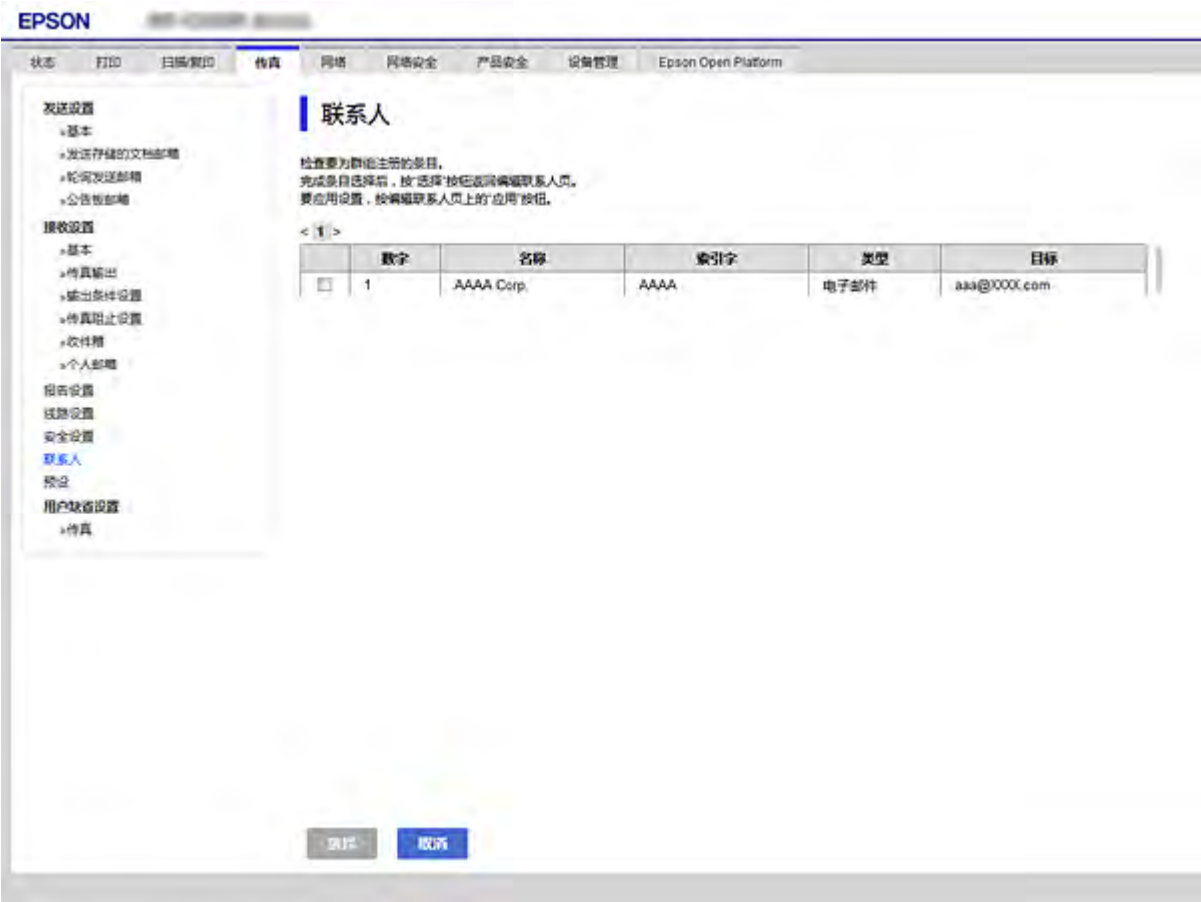 EPSON
状态 打印 扫描/复印 传真 网络 网络安全 产品安全 设备管理 Epson Open Platform
发送设置
»基本
»发送存储的文档邮箱
»轮询发送邮箱
»公告板邮箱
接收设置
»基本
»传真输出
»输出条件设置
»传真阻止设置
»收件箱
»个人邮箱
报告设置
线路设置
安全设置
联系人
预设
用户缺省设置
»传真
联系人
检查要为群组注册的条目。
完成条目选择后，按"选择"按钮返回编辑联系人页。
要应用设置，按编辑联系人页上的"应用"按钮。
< 1 >
数字 名称 索引字 类型 目标
1 AAAA Corp. AAAA 电子邮件 aaa@XXXX.com
选择 取消